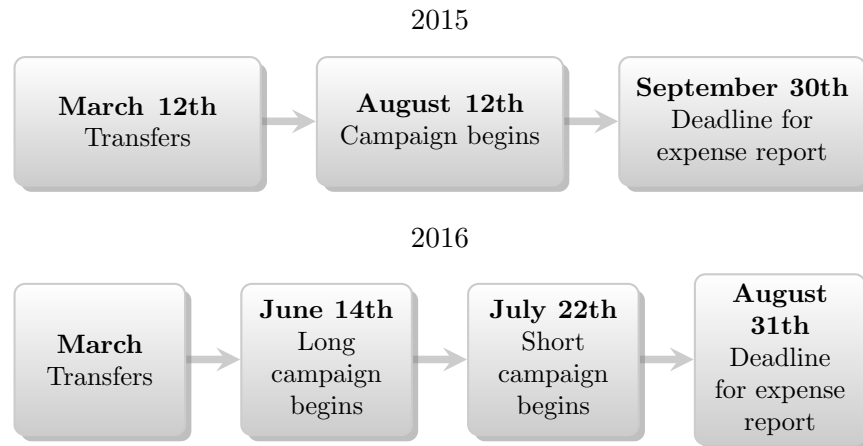 2015
March 12th
Transfers
August 12th
Campaign begins
September 30th
Deadline for
expense report
2016
March
Transfers
June 14th
Long
campaign
begins
July 22th
Short
campaign
begins
August
31th
Deadline
for expense
report